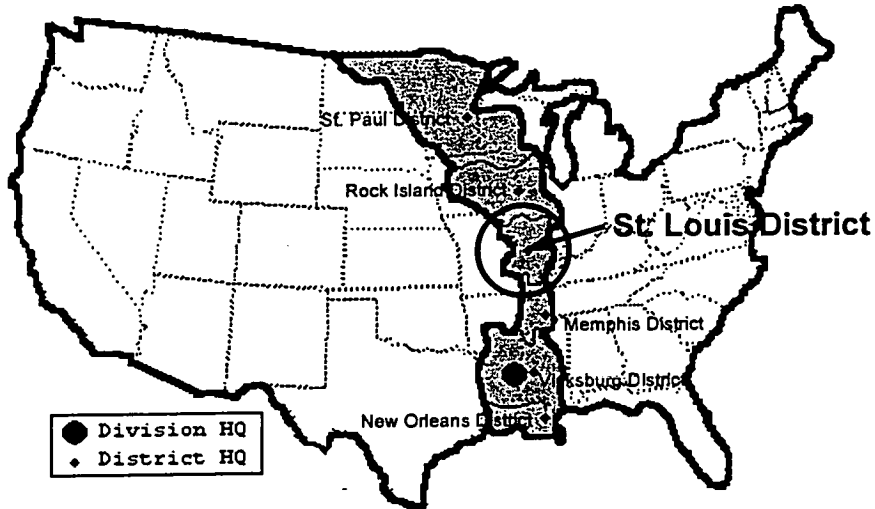 St. Paul District
Rock Island District
St. Louis District
Memphis District
Vicksburg District
New Orleans District
Division HQ
District HQ